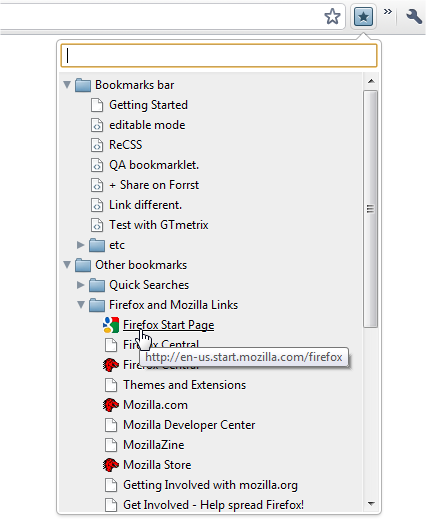 »
Bookmarks bar
Getting Started
editable mode
ReCSS
QA bookmarklet.
+ Share on Forrst
Link different.
Test with GTmetrix
etc
Other bookmarks
Quick Searches
Firefox and Mozilla Links
Firefox Start Page
Firefox Central
http://en-us.start.mozilla.com/firefox
Firefox Central
Themes and Extensions
Mozilla.com
Mozilla Developer Center
MozillaZine
Mozilla Store
Getting Involved with mozilla.org
Get Involved - Help spread Firefox!